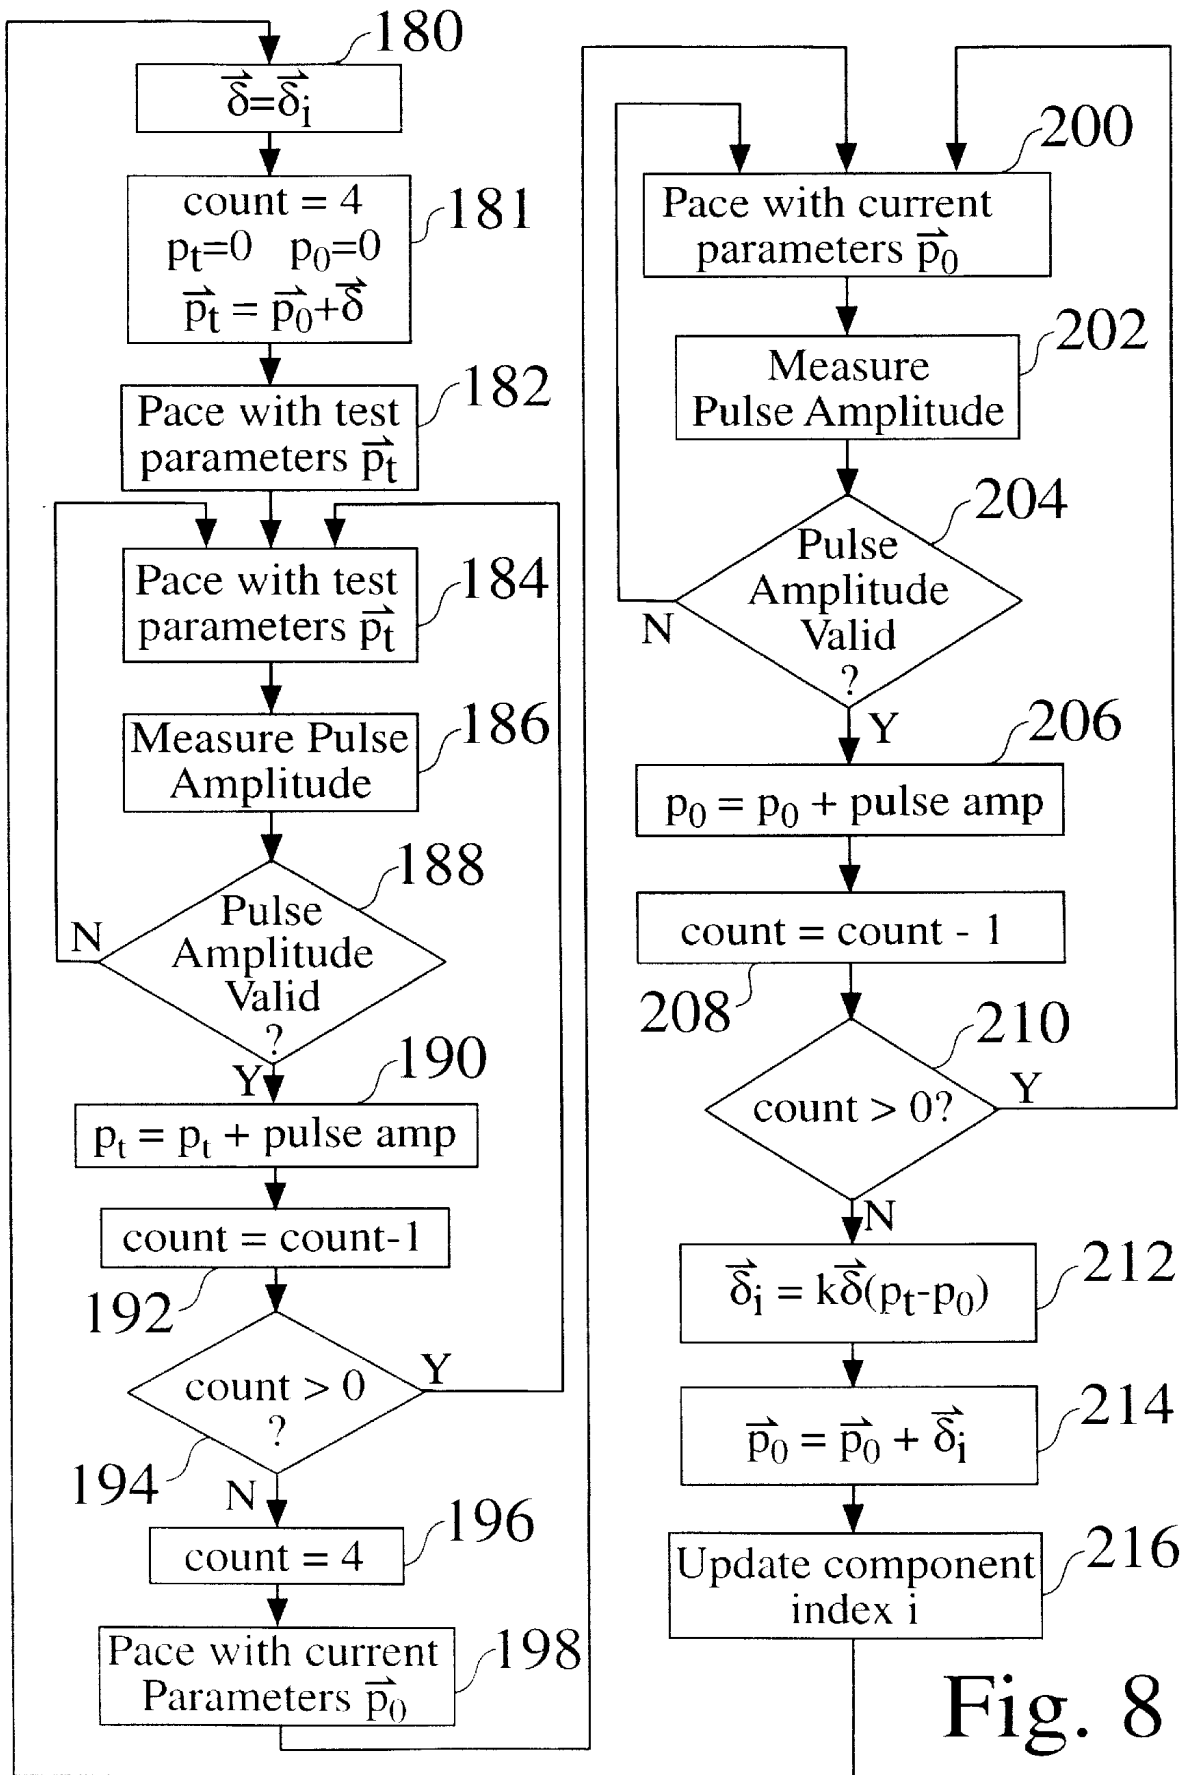 180
δ⃗=δ⃗ᵢ
count = 4
181
pₜ=0 p₀=0
p⃗ₜ = p⃗₀+δ⃗
182
Pace with test
parameters p⃗ₜ
184
Pace with test
parameters p⃗ₜ
186
Measure Pulse
Amplitude
188
Pulse
Amplitude
Valid
?
N
Y
190
pₜ = pₜ + pulse amp
count = count-1
192
count > 0
?
Y
194
N
196
count = 4
198
Pace with current
Parameters p⃗₀
200
Pace with current
parameters p⃗₀
202
Measure
Pulse Amplitude
204
Pulse
Amplitude
Valid
?
N
Y
206
p₀ = p₀ + pulse amp
count = count - 1
208
210
count > 0?
Y
N
212
δ⃗ᵢ = kδ⃗(pₜ-p₀)
214
p⃗₀ = p⃗₀ + δ⃗ᵢ
216
Update component
index i
Fig. 8